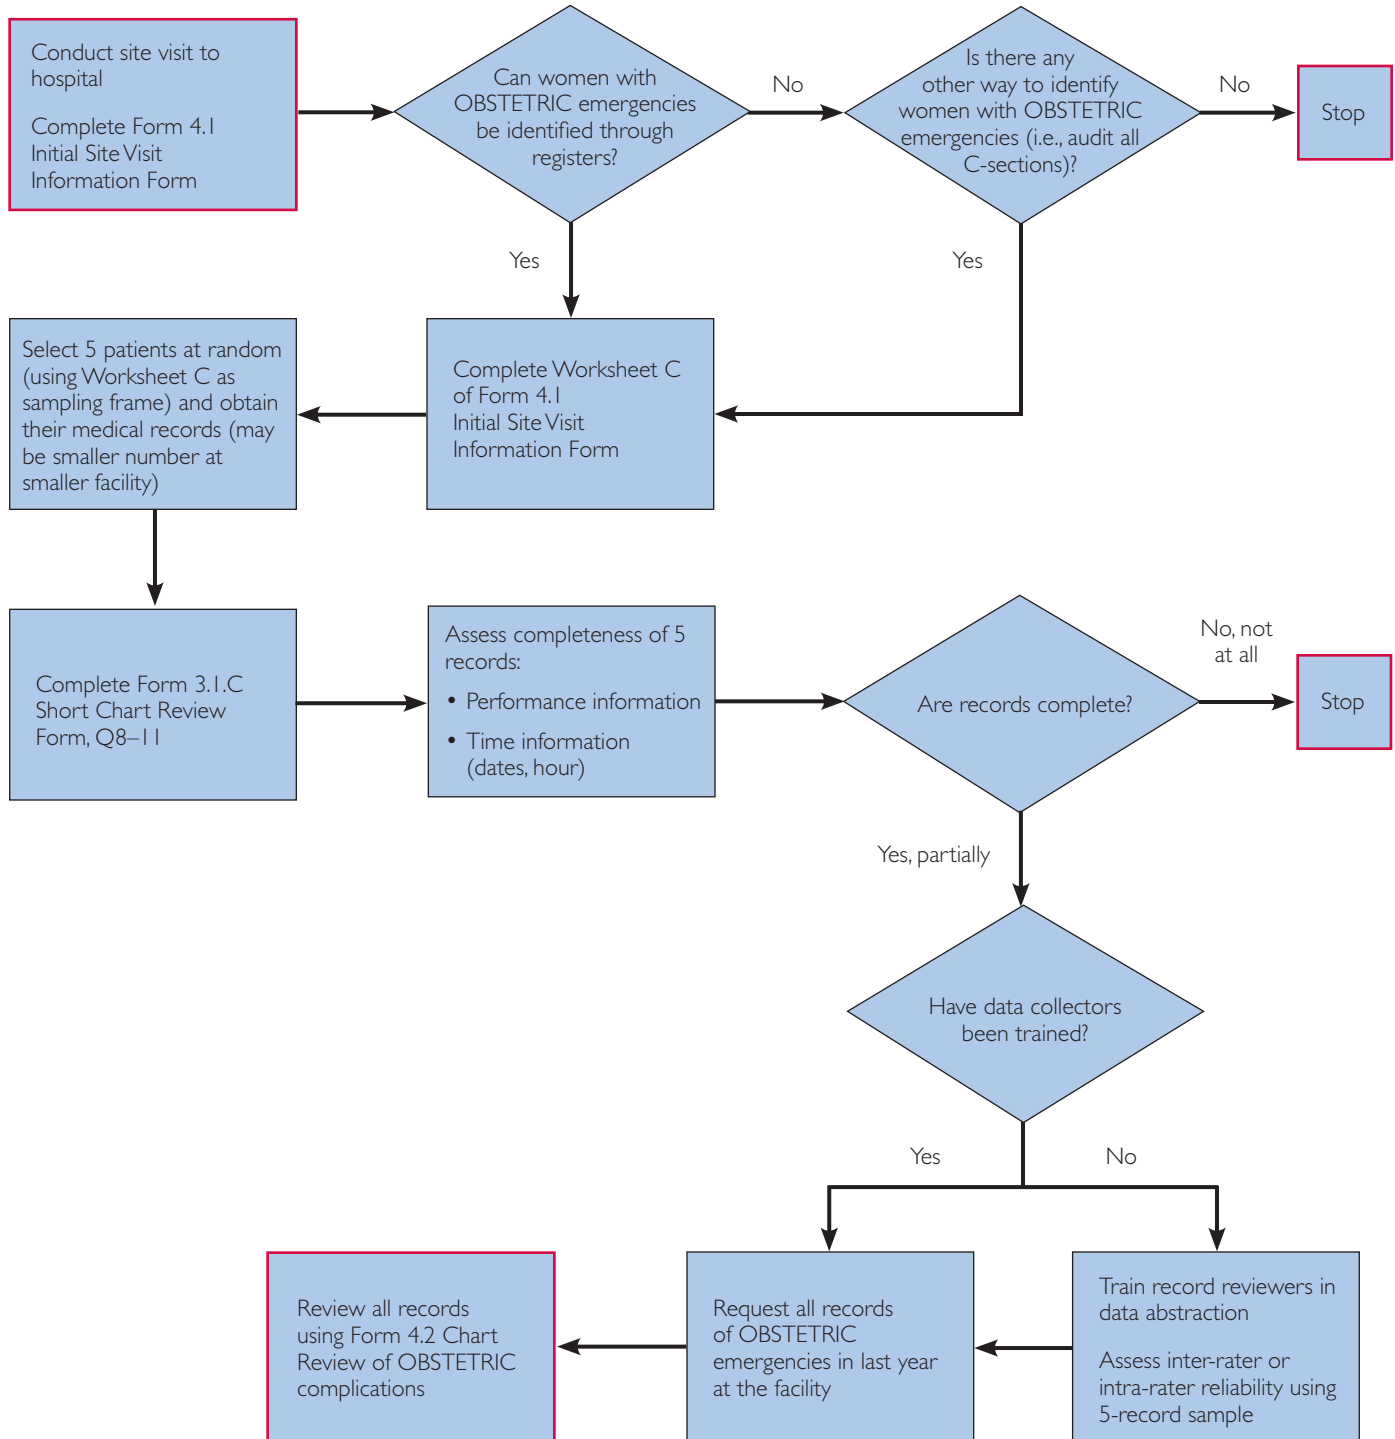 Conduct site visit to
hospital
Complete Form 4.1
Initial Site Visit
Information Form
Can women with
OBSTETRIC emergencies
be identified through
registers?
No
Is there any
other way to identify
women with OBSTETRIC
emergencies (i.e., audit all
C-sections)?
No
Stop
Yes
Yes
Select 5 patients at random
(using Worksheet C as
sampling frame) and obtain
their medical records (may
be smaller number at
smaller facility)
Complete Worksheet C
of Form 4.1
Initial Site Visit
Information Form
Complete Form 3.1.C
Short Chart Review
Form, Q8–11
Assess completeness of 5
records:
• Performance information
• Time information
(dates, hour)
Are records complete?
No, not
at all
Stop
Yes, partially
Have data collectors
been trained?
Yes
No
Review all records
using Form 4.2 Chart
Review of OBSTETRIC
complications
Request all records
of OBSTETRIC
emergencies in last year
at the facility
Train record reviewers in
data abstraction
Assess inter-rater or
intra-rater reliability using
5-record sample